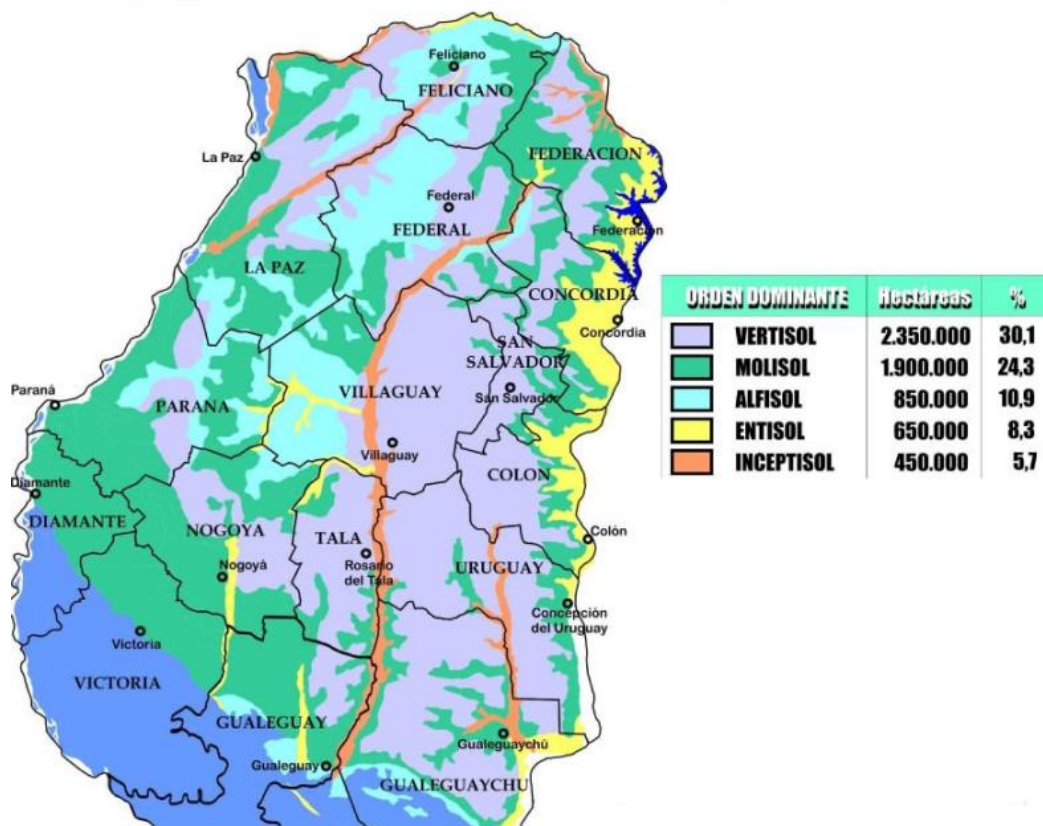 Feliciano
FELICIANO
La Paz
FEDERACION
Federal
FEDERAL
Federación
LA PAZ
CONCORDIA
Concordia
SAN
SALVADOR
San Salvador
VILLAGUAY
Paraná
PARANA
Villaguay
COLON
Diamante
DIAMANTE
NOGOYA
TALA
Colón
Nogoyá
Rosario
del Tala
URUGUAY
Concepción
del Uruguay
Victoria
VICTORIA
GUALEGUAY
Gualeguaychú
Gualeguay
GUALEGUAYCHU
ORDEN DOMINANTE Hectáreas %
VERTISOL 2.350.000 30,1
MOLISOL 1.900.000 24,3
ALFISOL 850.000 10,9
ENTISOL 650.000 8,3
INCEPTISOL 450.000 5,7